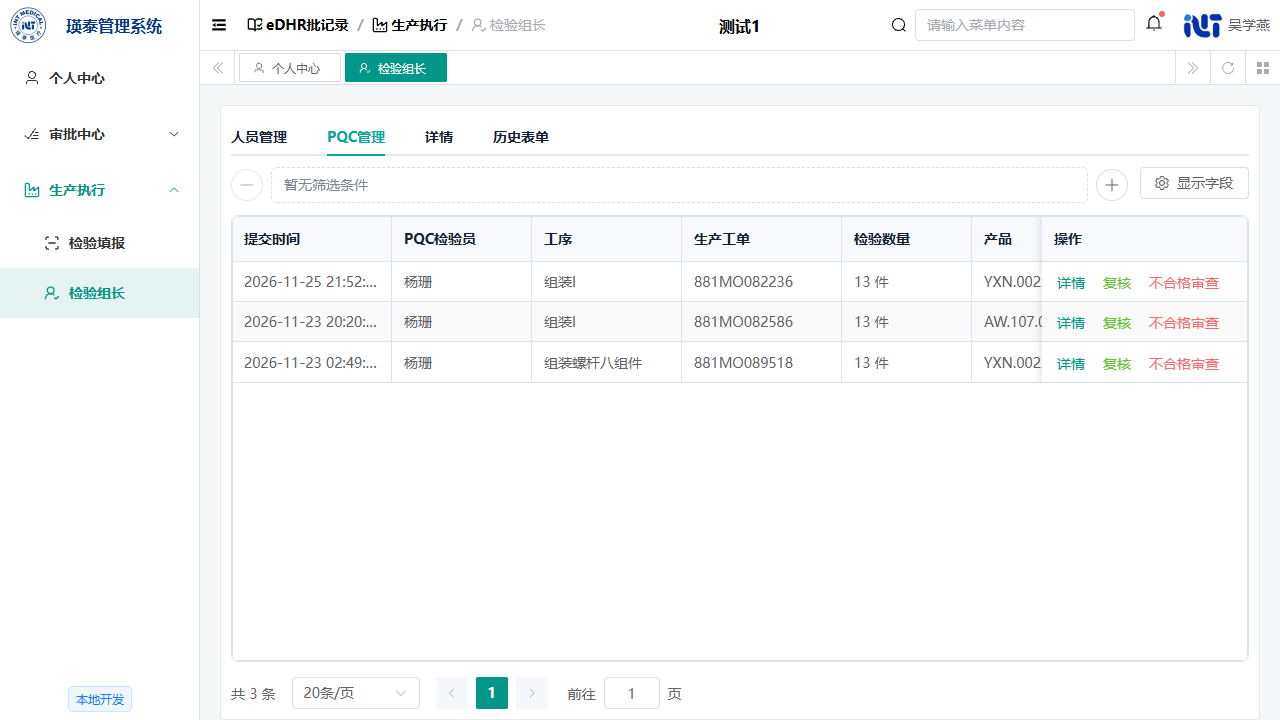 瑛泰管理系统
eDHR批记录 / 生产执行 / 检验组长
测试1
请输入菜单内容
吴学燕
个人中心
检验组长
个人中心
审批中心
生产执行
检验填报
检验组长
本地开发
人员管理 PQC管理 详情 历史表单
暂无筛选条件
显示字段
提交时间 PQC检验员 工序 生产工单 检验数量 产品 操作
2026-11-25 21:52:... 杨珊 组装Ⅰ 881MO082236 13 件 YXN.002 详情 复核 不合格审查
2026-11-23 20:20:... 杨珊 组装Ⅰ 881MO082586 13 件 AW.107.0 详情 复核 不合格审查
2026-11-23 02:49:... 杨珊 组装螺杆八组件 881MO089518 13 件 YXN.002 详情 复核 不合格审查
共 3 条 20条/页 1 前往 1 页